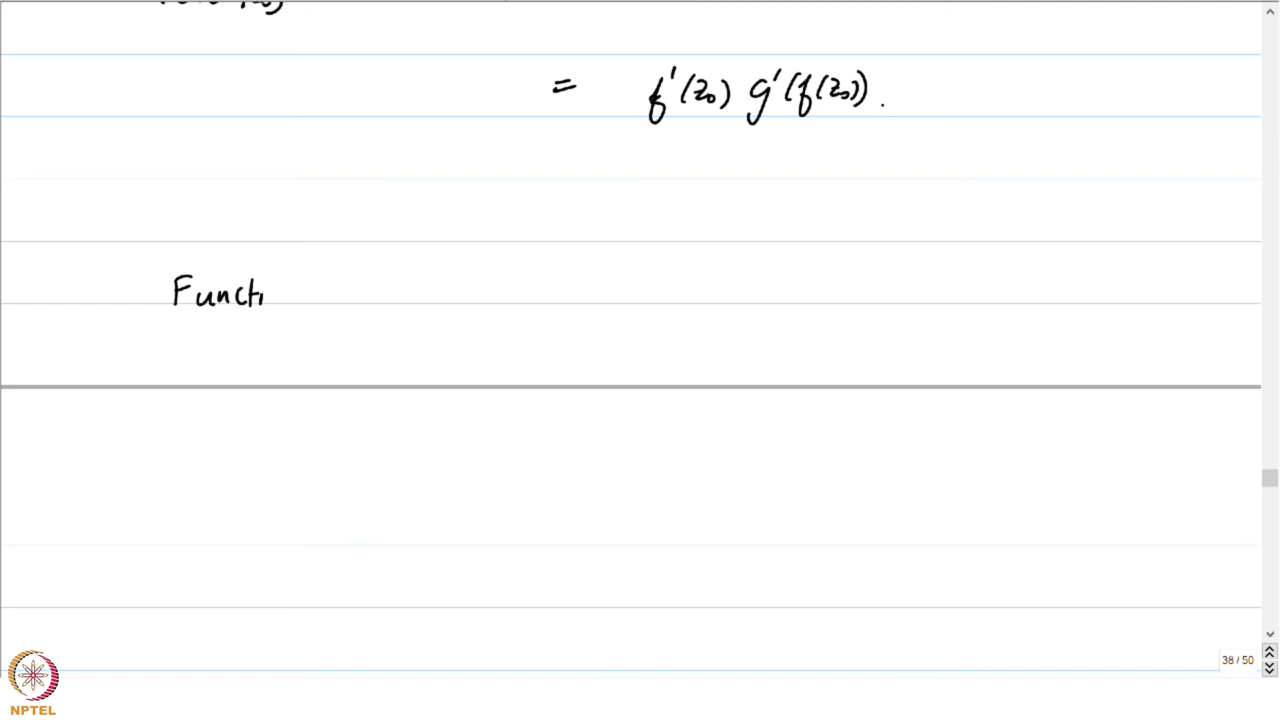 = f'(z₀) g'(f(z₀)).
Functi
38 / 50
NPTEL